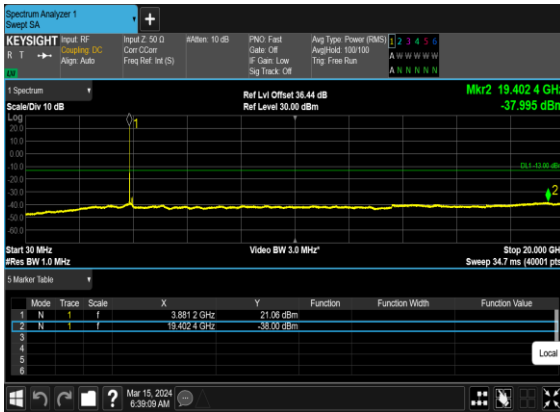 Spectrum Analyzer 1
Swept SA
KEYSIGHT Input: RF Input Z: 50 Ω #Atten: 10 dB PNO: Fast Avg Type: Power (RMS) 1 2 3 4 5 6
R T Coupling: DC Corr CCorr Gate: Off Avg|Hold: 100/100 A W W W W W
Align: Auto Freq Ref: Int (S) IF Gain: Low Trig: Free Run
Sig Track: Off A N N N N N
1 Spectrum Ref Lvl Offset 36.44 dB Mkr2 19.402 4 GHz
Scale/Div 10 dB Ref Level 30.00 dBm -37.995 dBm
Log
20.0
10.0
0.00
-10.0
-20.0
-30.0
-40.0
-50.0
-60.0
1
DL1 -13.00 dBm
2
Start 30 MHz Video BW 3.0 MHz* Stop 20.000 GHz
#Res BW 1.0 MHz Sweep 34.7 ms (40001 pts)
5 Marker Table
Mode Trace Scale X Y Function Function Width Function Value
1 N 1 f 3.881 2 GHz 21.06 dBm
2 N 1 f 19.402 4 GHz -38.00 dBm
3
4
5
6
Local
? Mar 15, 2024
6:39:09 AM